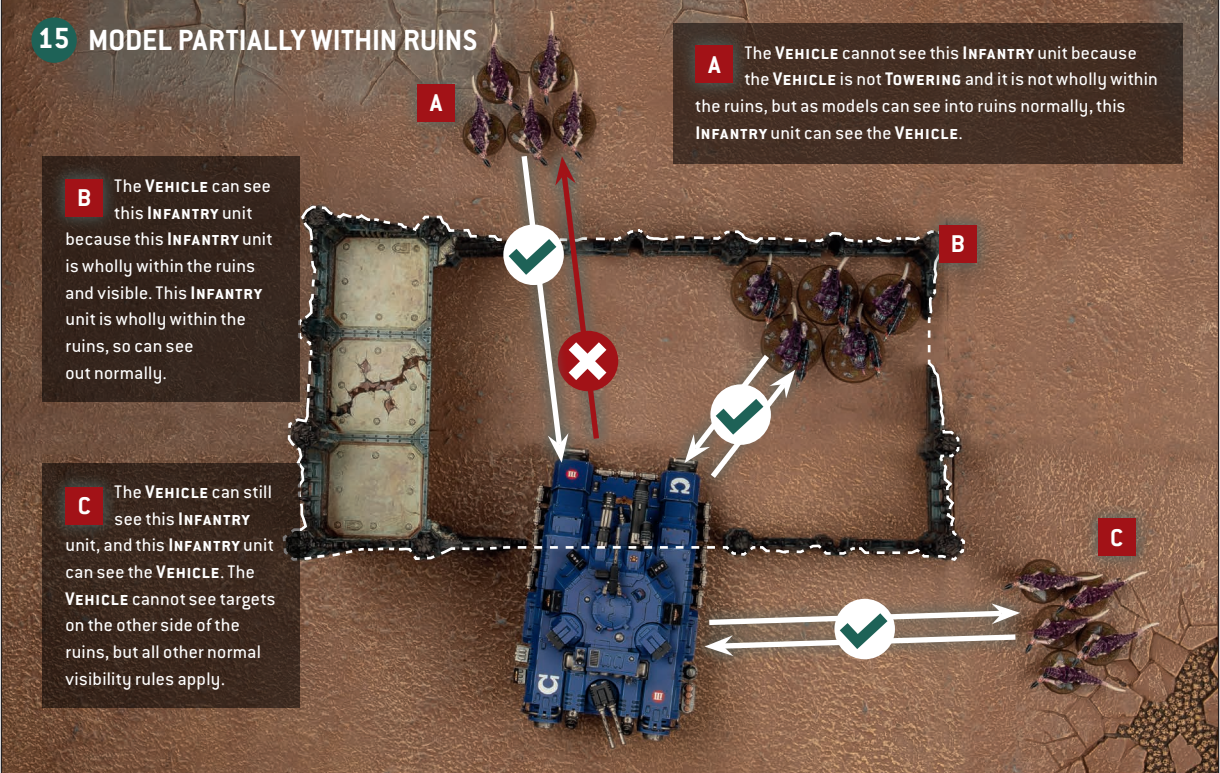 15 MODEL PARTIALLY WITHIN RUINS
A
A The VEHICLE cannot see this INFANTRY unit because
the VEHICLE is not TOWERING and it is not wholly within
the ruins, but as models can see into ruins normally, this
INFANTRY unit can see the VEHICLE.
B The VEHICLE can see
this INFANTRY unit
because this INFANTRY unit
is wholly within the ruins
and visible. This INFANTRY
unit is wholly within the
ruins, so can see
out normally.
B
C The VEHICLE can still
see this INFANTRY
unit, and this INFANTRY unit
can see the VEHICLE. The
VEHICLE cannot see targets
on the other side of the
ruins, but all other normal
visibility rules apply.
C
III
Ω
Ω
III